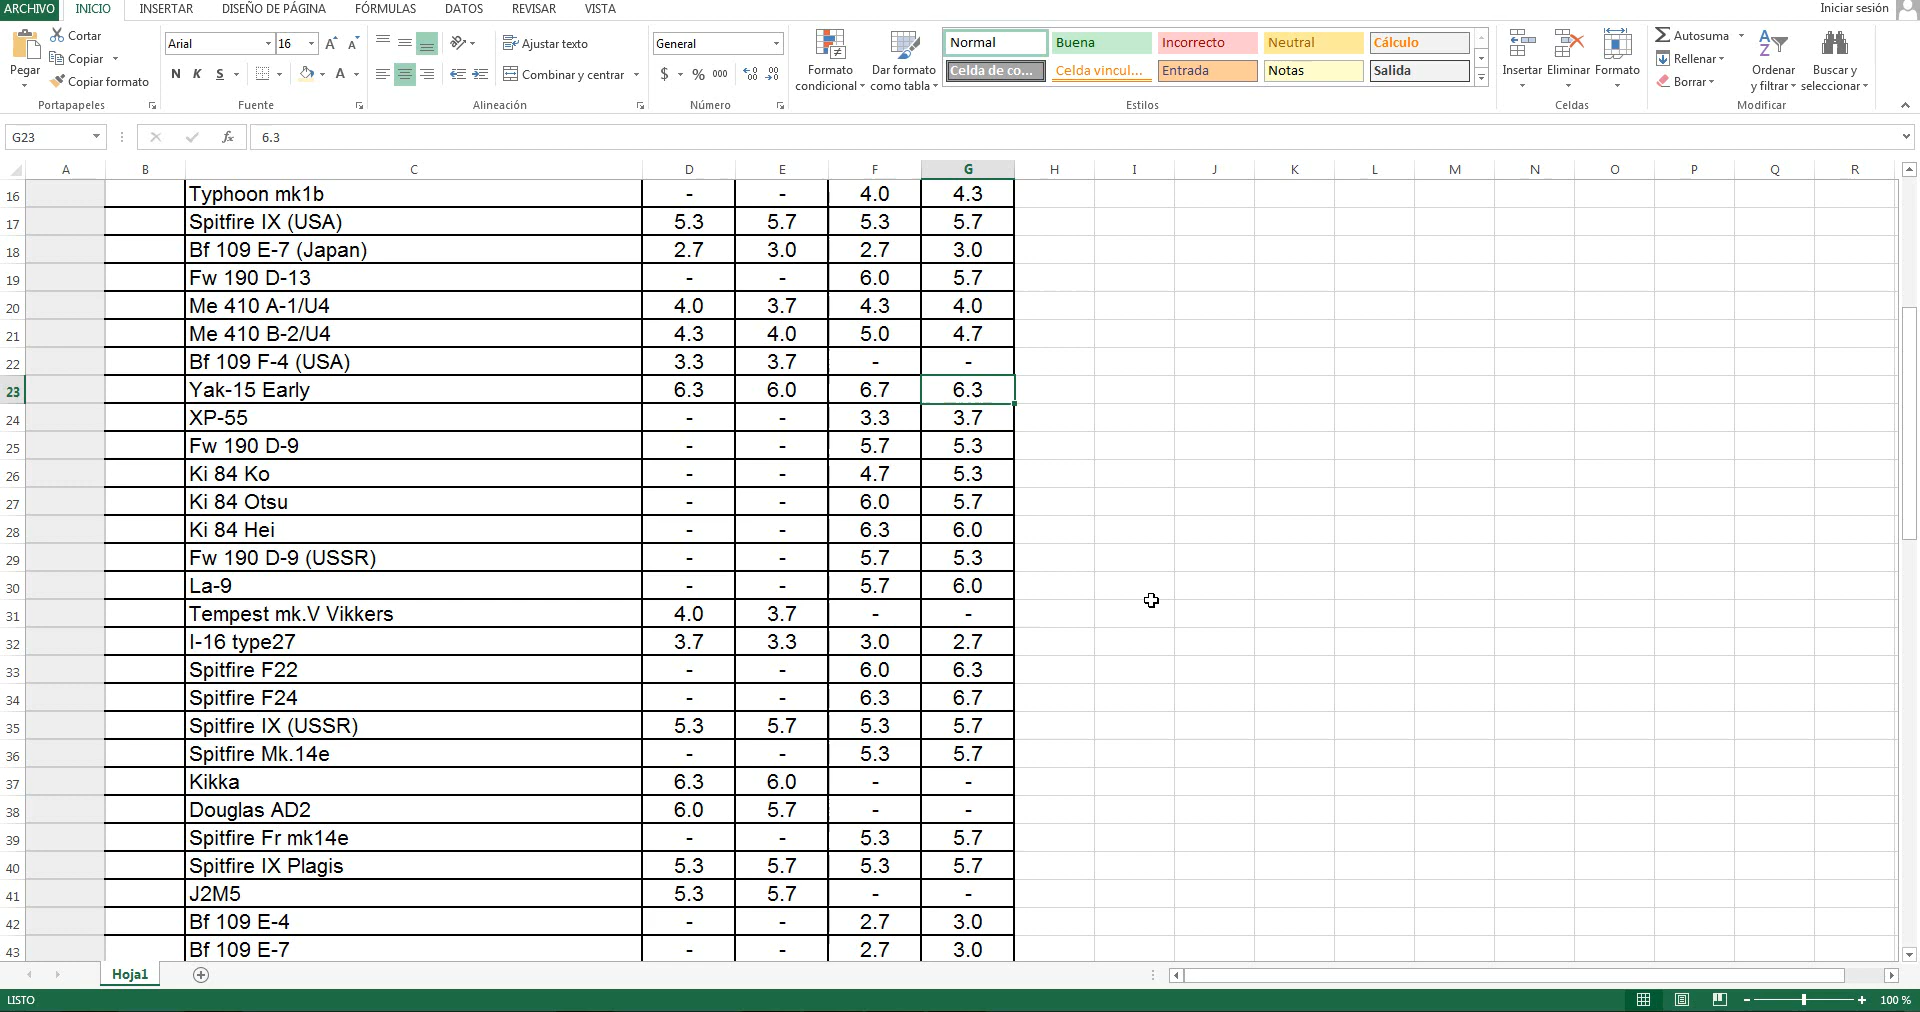 ARCHIVO INICIO INSERTAR DISEÑO DE PÁGINA FÓRMULAS DATOS REVISAR VISTA Iniciar sesión
Pegar Cortar
Copiar
Copiar formato
Portapapeles
Arial 16 A A
N K S A
Fuente
Ajustar texto
Combinar y centrar
Alineación
General
$ % 000
Número
Formato condicional
Dar formato como tabla
Normal Buena Incorrecto Neutral Cálculo
Celda de co... Celda vincul... Entrada Notas Salida
Estilos
Insertar Eliminar Formato
Celdas
Autosuma
Rellenar
Borrar
Ordenar y filtrar
Buscar y seleccionar
Modificar
G23 fx 6.3
A B C D E F G H I J K L M N O P Q R
16 Typhoon mk1b - - 4.0 4.3
17 Spitfire IX (USA) 5.3 5.7 5.3 5.7
18 Bf 109 E-7 (Japan) 2.7 3.0 2.7 3.0
19 Fw 190 D-13 - - 6.0 5.7
20 Me 410 A-1/U4 4.0 3.7 4.3 4.0
21 Me 410 B-2/U4 4.3 4.0 5.0 4.7
22 Bf 109 F-4 (USA) 3.3 3.7 - -
23 Yak-15 Early 6.3 6.0 6.7 6.3
24 XP-55 - - 3.3 3.7
25 Fw 190 D-9 - - 5.7 5.3
26 Ki 84 Ko - - 4.7 5.3
27 Ki 84 Otsu - - 6.0 5.7
28 Ki 84 Hei - - 6.3 6.0
29 Fw 190 D-9 (USSR) - - 5.7 5.3
30 La-9 - - 5.7 6.0
31 Tempest mk.V Vikkers 4.0 3.7 - -
32 I-16 type27 3.7 3.3 3.0 2.7
33 Spitfire F22 - - 6.0 6.3
34 Spitfire F24 - - 6.3 6.7
35 Spitfire IX (USSR) 5.3 5.7 5.3 5.7
36 Spitfire Mk.14e - - 5.3 5.7
37 Kikka 6.3 6.0 - -
38 Douglas AD2 6.0 5.7 - -
39 Spitfire Fr mk14e - - 5.3 5.7
40 Spitfire IX Plagis 5.3 5.7 5.3 5.7
41 J2M5 5.3 5.7 - -
42 Bf 109 E-4 - - 2.7 3.0
43 Bf 109 E-7 - - 2.7 3.0
Hoja1
LISTO 100 %